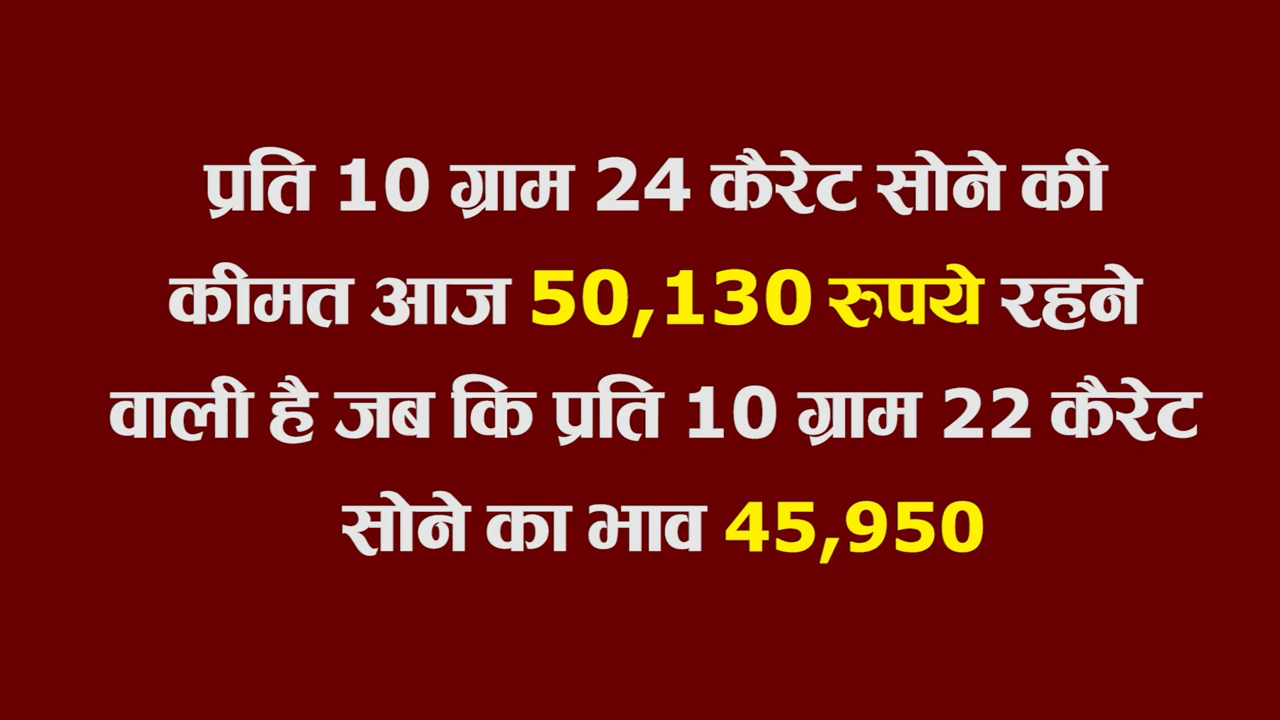 प्रति 10 ग्राम 24 कैरेट सोने की
कीमत आज 50,130 रुपये रहने
वाली है जब कि प्रति 10 ग्राम 22 कैरेट
सोने का भाव 45,950